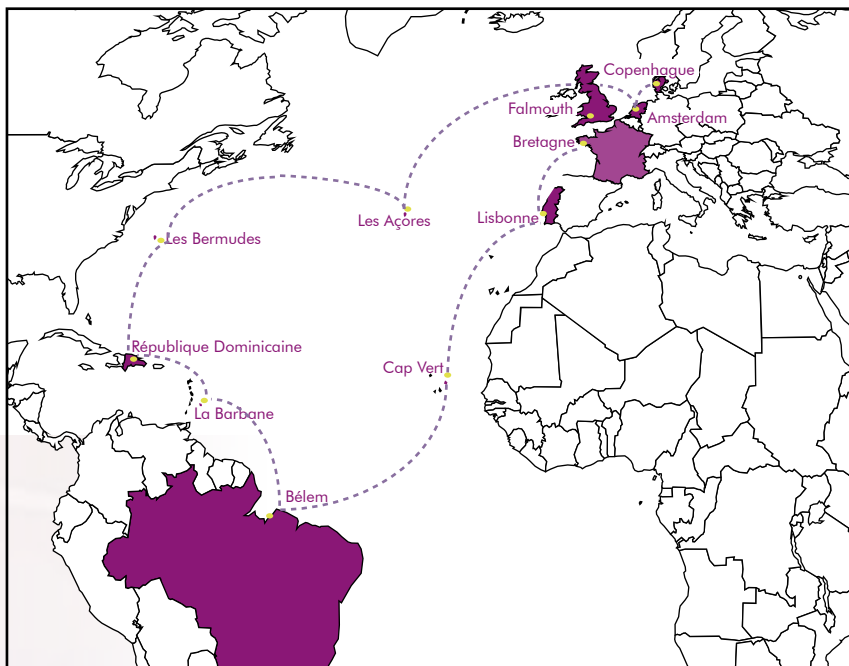 Copenhague
Falmouth
Amsterdam
Bretagne
Les Açores
Lisbonne
Les Bermudes
République Dominicaine
Cap Vert
La Barbane
Bélem